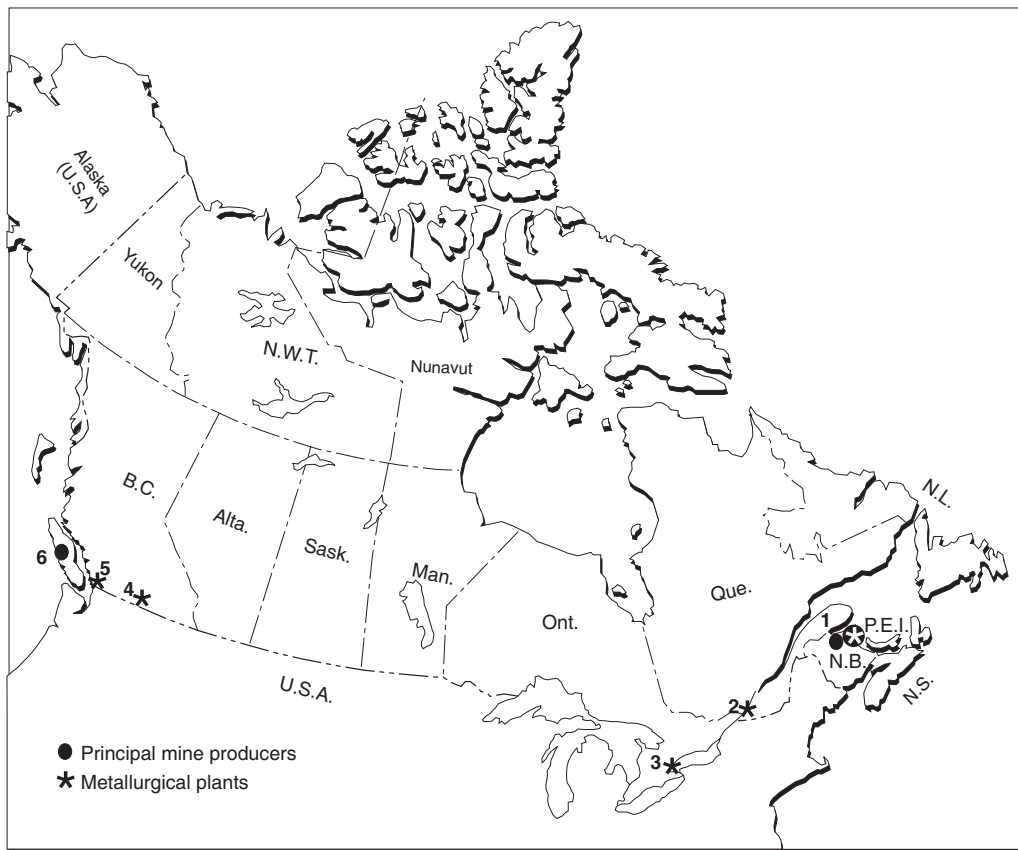 Alaska
(U.S.A)
Yukon
N.W.T.
Nunavut
B.C.
Alta.
Sask.
Man.
Ont.
Que.
N.L.
6
5
4
1
P.E.I.
N.B.
N.S.
U.S.A.
2
3
Principal mine producers
Metallurgical plants